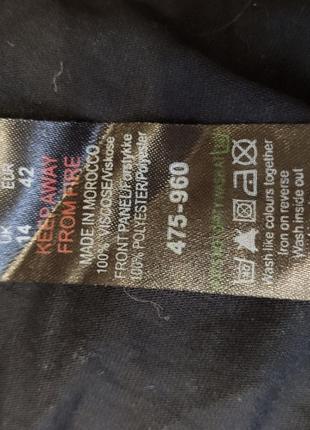 UK EUR
14 42
KEEP AWAY
FROM FIRE
MADE IN MOROCCO
100% VISCOSE/Viskose
FRONT PANEL/Forstykke
100% POLYESTER/Polyester
475-960
Wash like colours together
Iron on reverse
Wash inside out